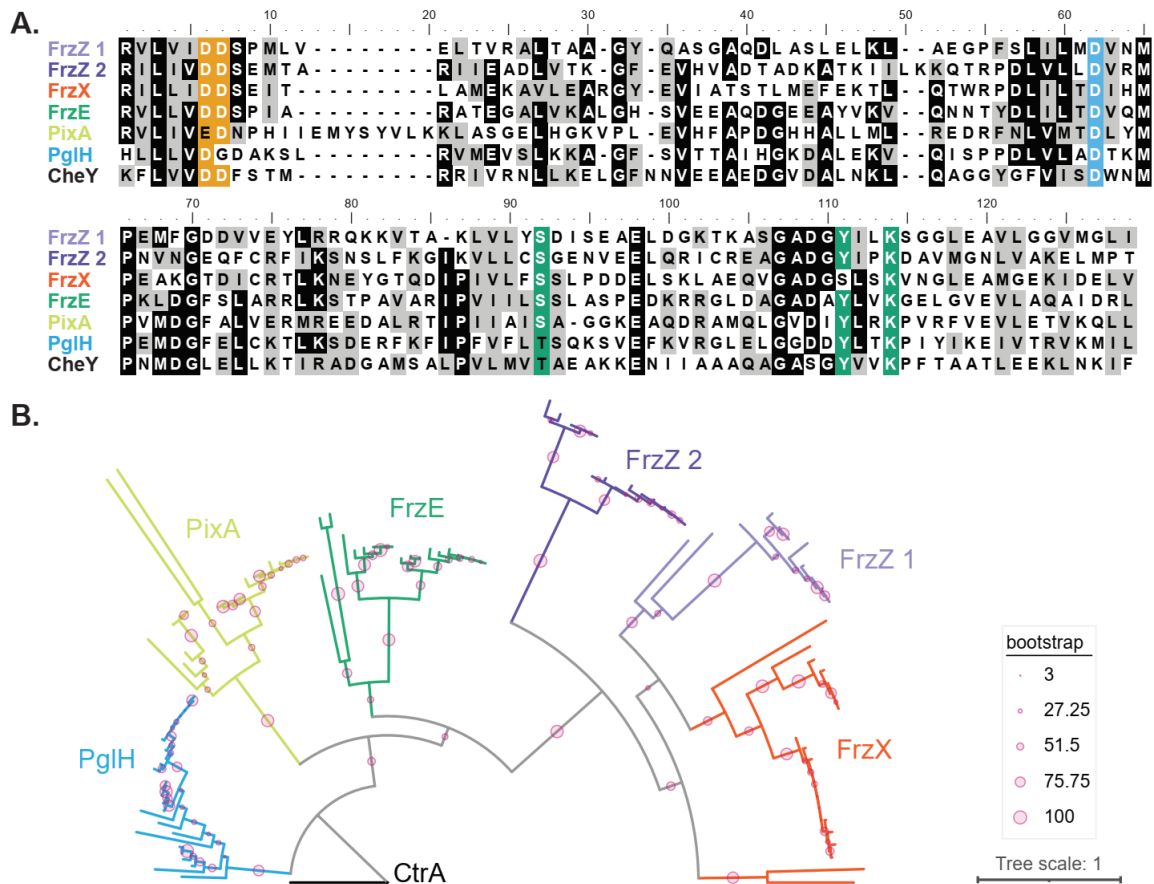 A.
10 20 30 40 50 60
FrzZ 1 RVLVIDDSPMLV--------ELTVRALTAA-GY-QASGAQDLASLELKL--AEGPFSLILMDVNM
FrzZ 2 RILIVDDSEMTA--------RIIEADLVTK-GF-EVHVADTADKATKIILKKQTRPDLVLLDVRM
FrzX RILLIDDSEIT---------LAMEKAVLEARGY-EVIATSTLMEFEKTL--QTWRPDLILTDIHM
FrzE RVLLVDDSPIA---------RATEGALVKALGH-SVEEAQDGEEAYVKV--QNNTYDLILTDVQM
PixA RVLIVEDNPHIIEMYSYVLKKLASGELHGKVPL-EVHFAPDGHHALLML--REDRFNLVMTDLYM
PglH HLLLVDGDAKSL--------RVMEVSLKKA-GF-SVTTAIHGKDALEKV--QISPPDLVLADTKM
CheY KFLVVDDFSTM---------RRIVRNLLKELGFNNVEEAEDGVDALNKL--QAGGYGFVISDWNM
70 80 90 100 110 120
FrzZ 1 PEMFGDDVVEYLRRQKKVTA-KLVLYSDISEAELDGKTKASGADGYILKSGGLEAVLGGVMGLI
FrzZ 2 PNVNGEQFCRFIKSNSLFKGIKVLLCSGENVEELQRICREAGADGYIPKDAVMGNLVAKELMPT
FrzX PEAKGTDICRTLKNEYGTQDIPIVLFSSLPDDELSKLAEQVGADGSLSKVNGLEAMGEKIDELV
FrzE PKLDGFSLARRLKSTPAVARIPVIILSSLASPEDKRRGLDAGADAYLVKGELGVEVLAQAIDRL
PixA PVMDGFALVERMREEDALRTIPIIAISA-GGKEAQDRAMQLGVDIYLRKPVRFVEVLETVKQLL
PglH PEMDGFELCKTLKSDERFKFIPFVFLTSQKSVEFKVRGLELGGDDYLTKPIYIKEIVTRVKMIL
CheY PNMDGLELLKTIRADGAMSALPVLMVTAEAKKENIIAAAQAGASGYVVKPFTAATLEEKLNKIF
B.
FrzZ 2
PixA
FrzE
FrzZ 1
bootstrap
3
27.25
51.5
75.75
100
PglH
FrzX
CtrA
Tree scale: 1